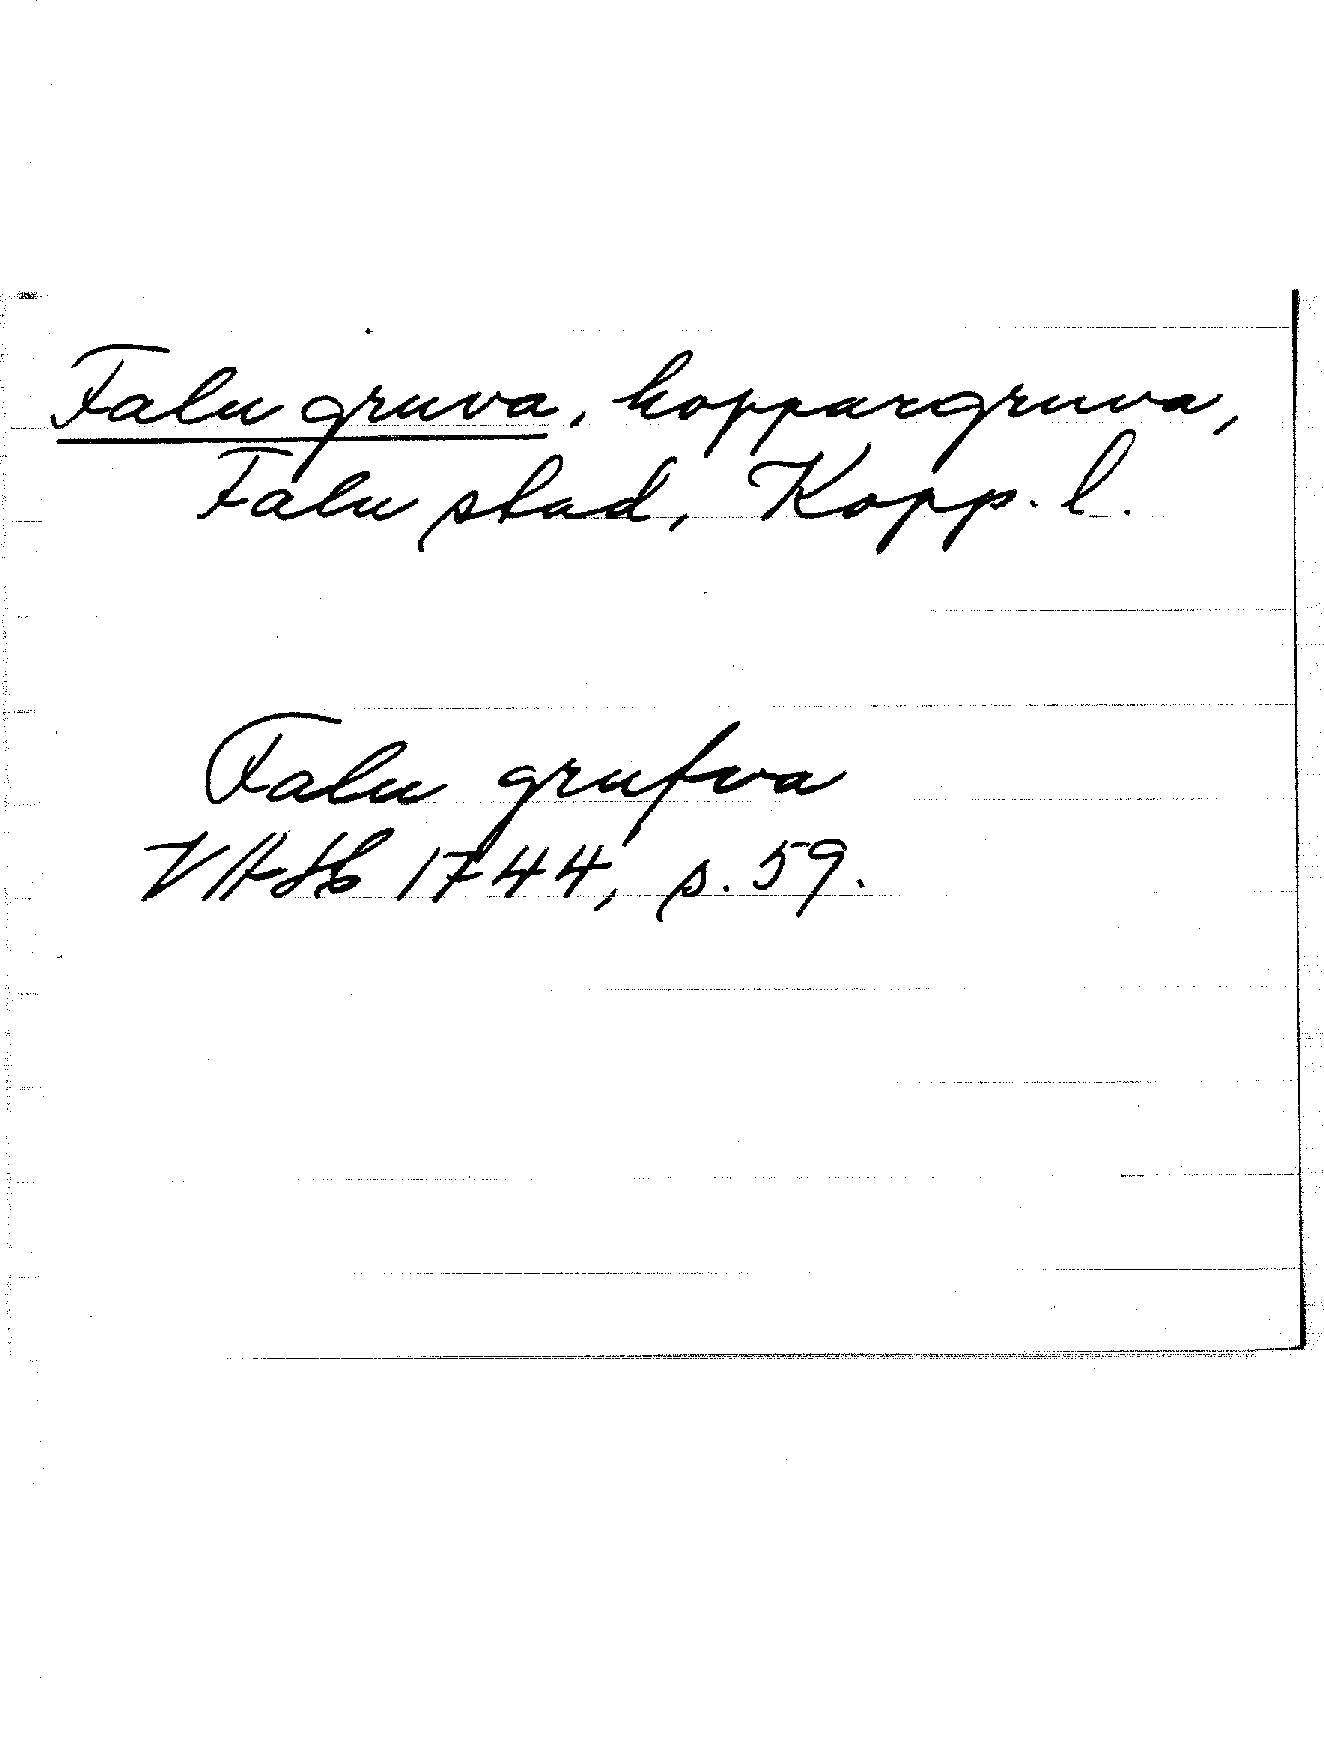 Falu gruva, koppargruva,
Falu stad, Kopp. l.
Falu grufva
VAH 1744, s. 59.